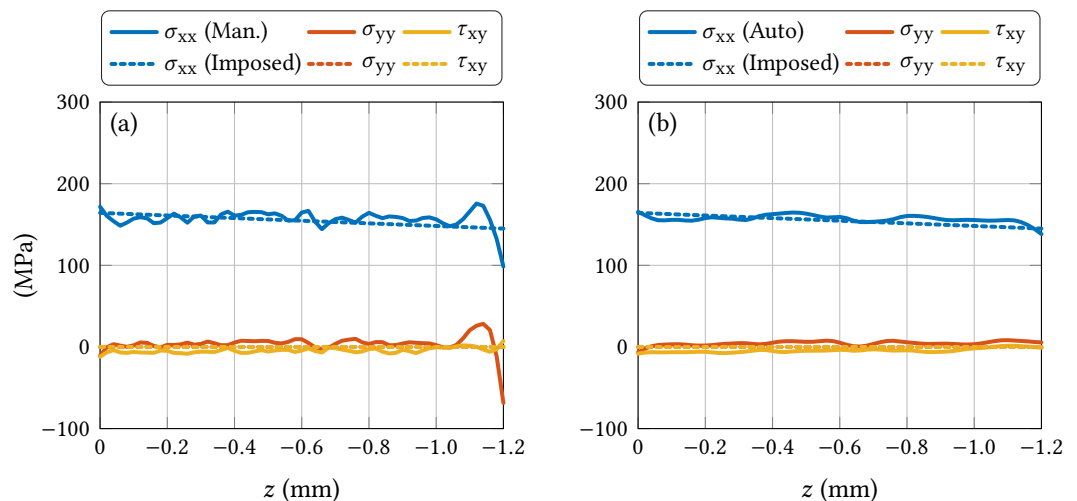 σxx (Man.) σyy τxy
σxx (Imposed) σyy τxy
σxx (Auto) σyy τxy
σxx (Imposed) σyy τxy
(a)
300
200
100
0
−100
(MPa)
0 −0.2 −0.4 −0.6 −0.8 −1.0 −1.2
z (mm)
(b)
300
200
100
0
−100
0 −0.2 −0.4 −0.6 −0.8 −1.0 −1.2
z (mm)